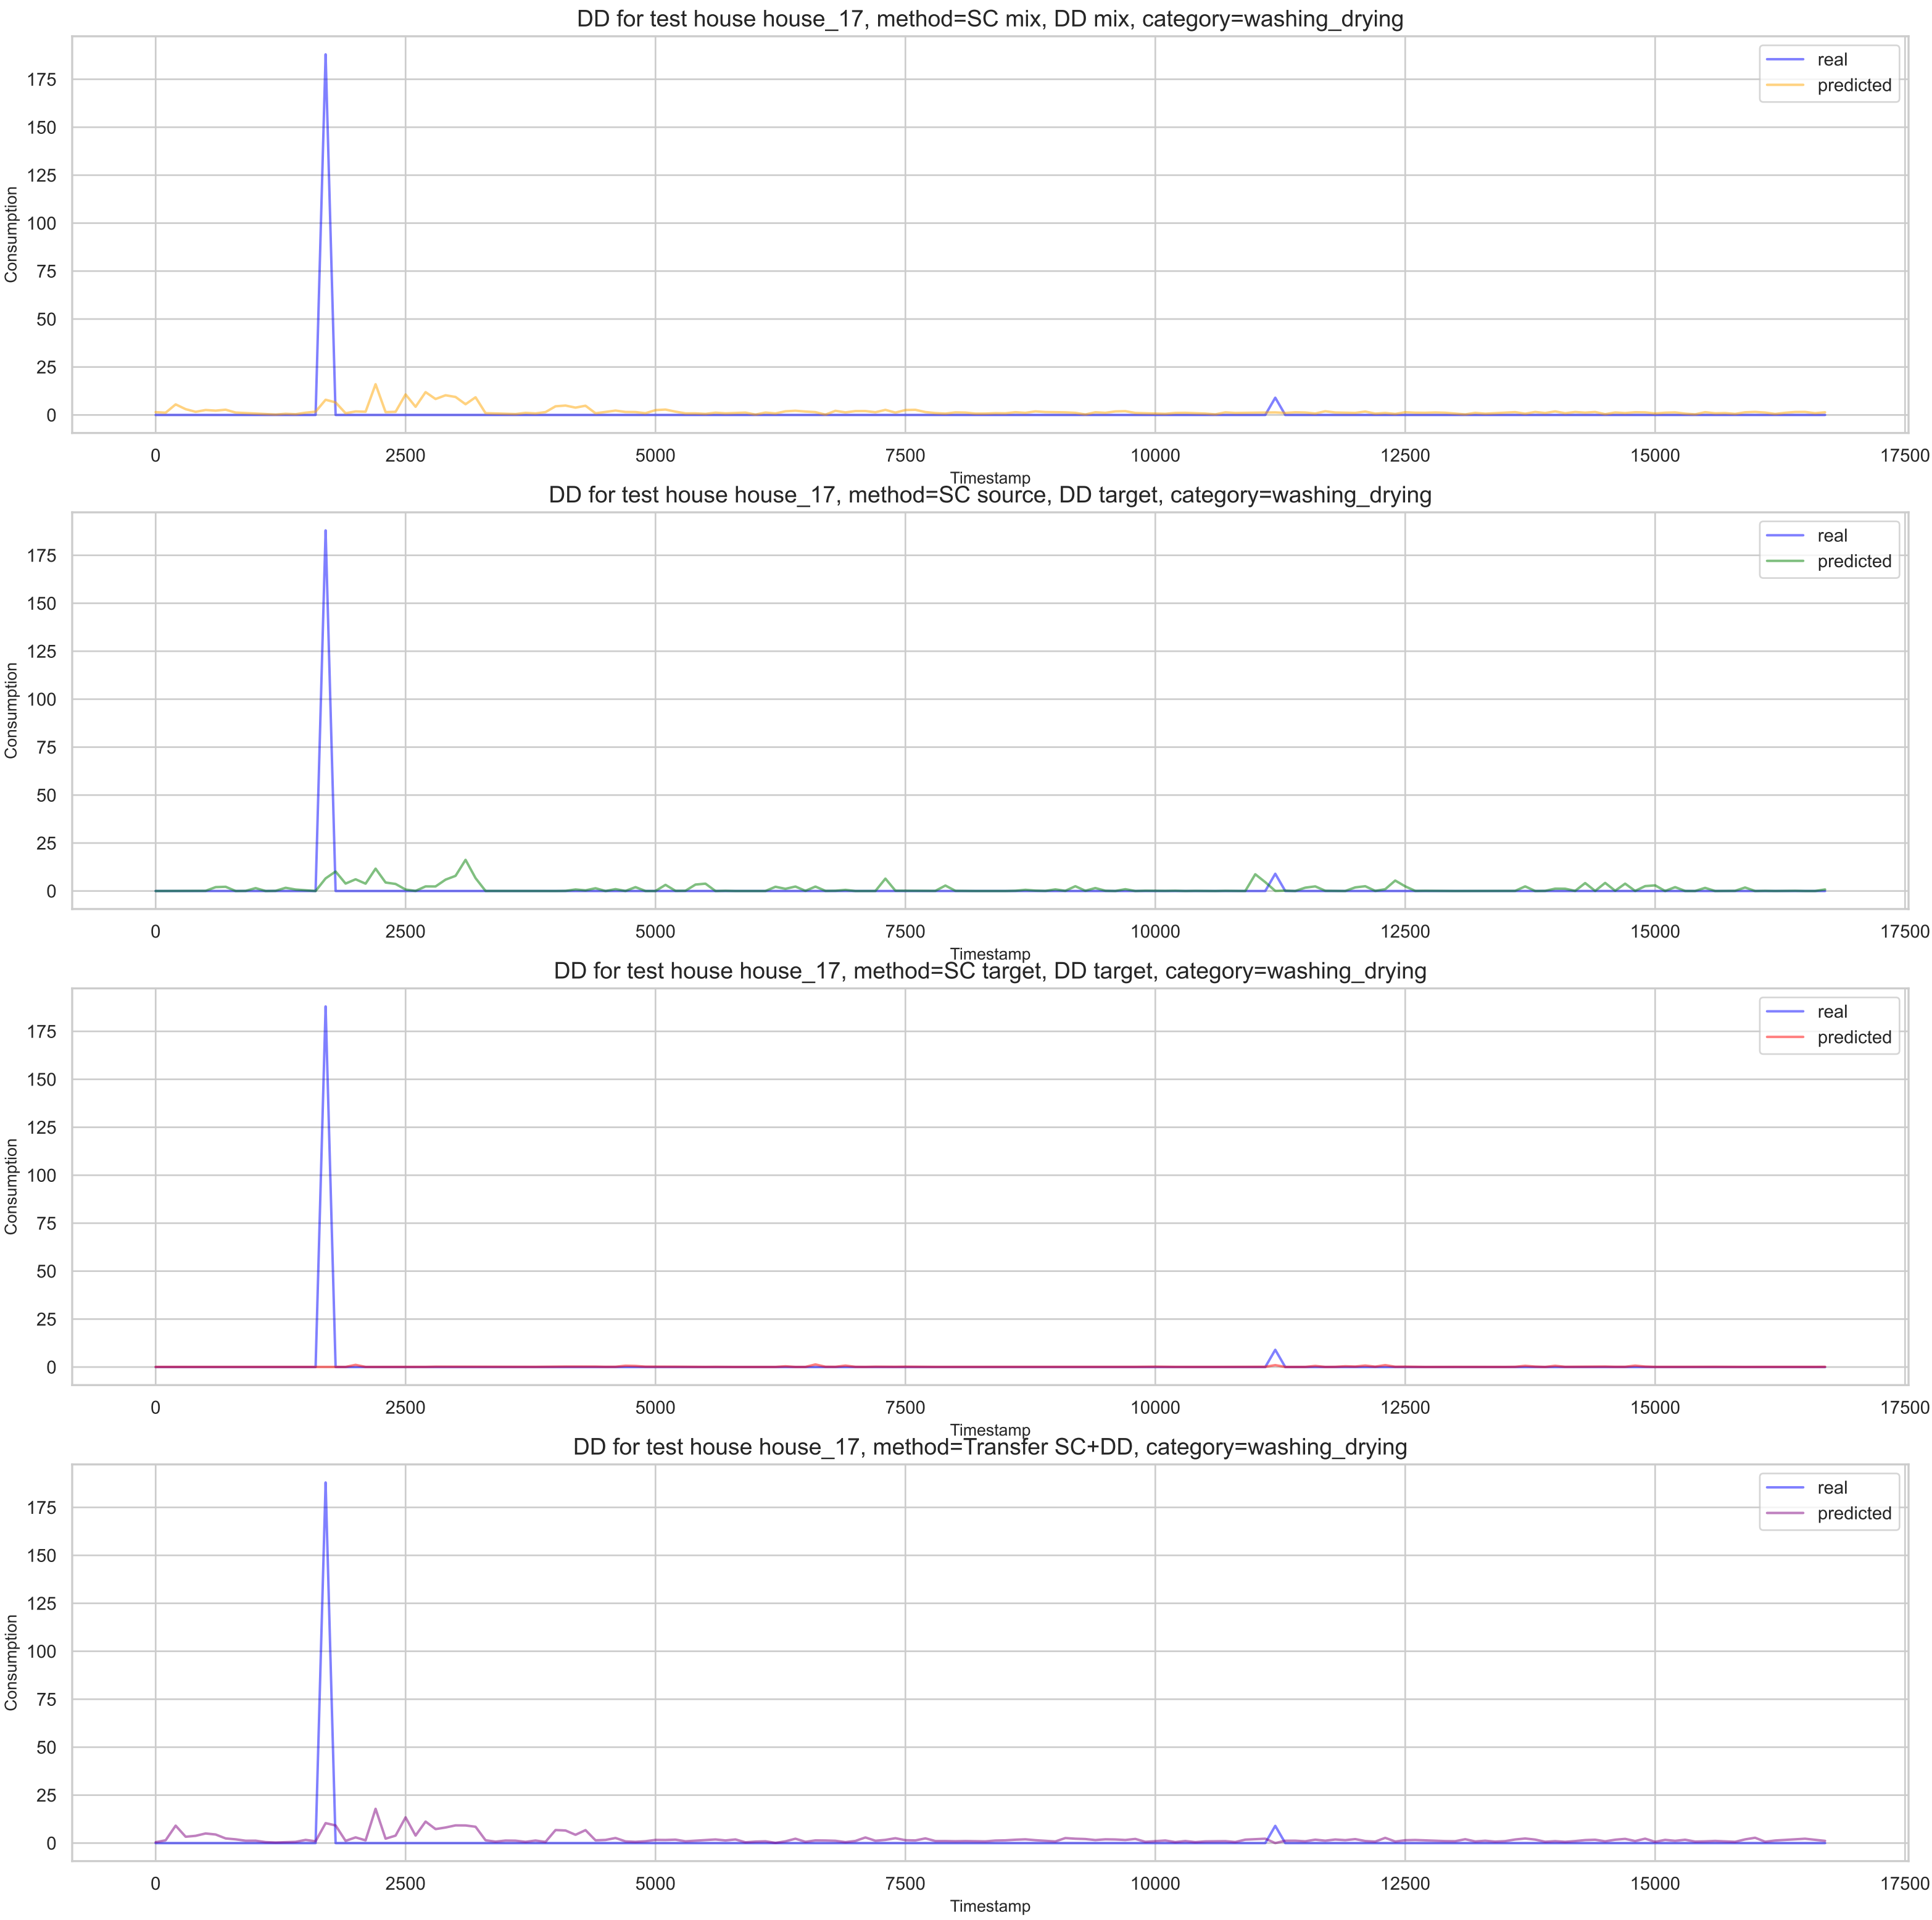 DD for test house house_17, method=SC mix, DD mix, category=washing_drying
real
predicted
175
150
125
100
75
50
25
0
Consumption
0 2500 5000 7500 10000 12500 15000 17500
Timestamp
DD for test house house_17, method=SC source, DD target, category=washing_drying
real
predicted
175
150
125
100
75
50
25
0
Consumption
0 2500 5000 7500 10000 12500 15000 17500
Timestamp
DD for test house house_17, method=SC target, DD target, category=washing_drying
real
predicted
175
150
125
100
75
50
25
0
Consumption
0 2500 5000 7500 10000 12500 15000 17500
Timestamp
DD for test house house_17, method=Transfer SC+DD, category=washing_drying
real
predicted
175
150
125
100
75
50
25
0
Consumption
0 2500 5000 7500 10000 12500 15000 17500
Timestamp